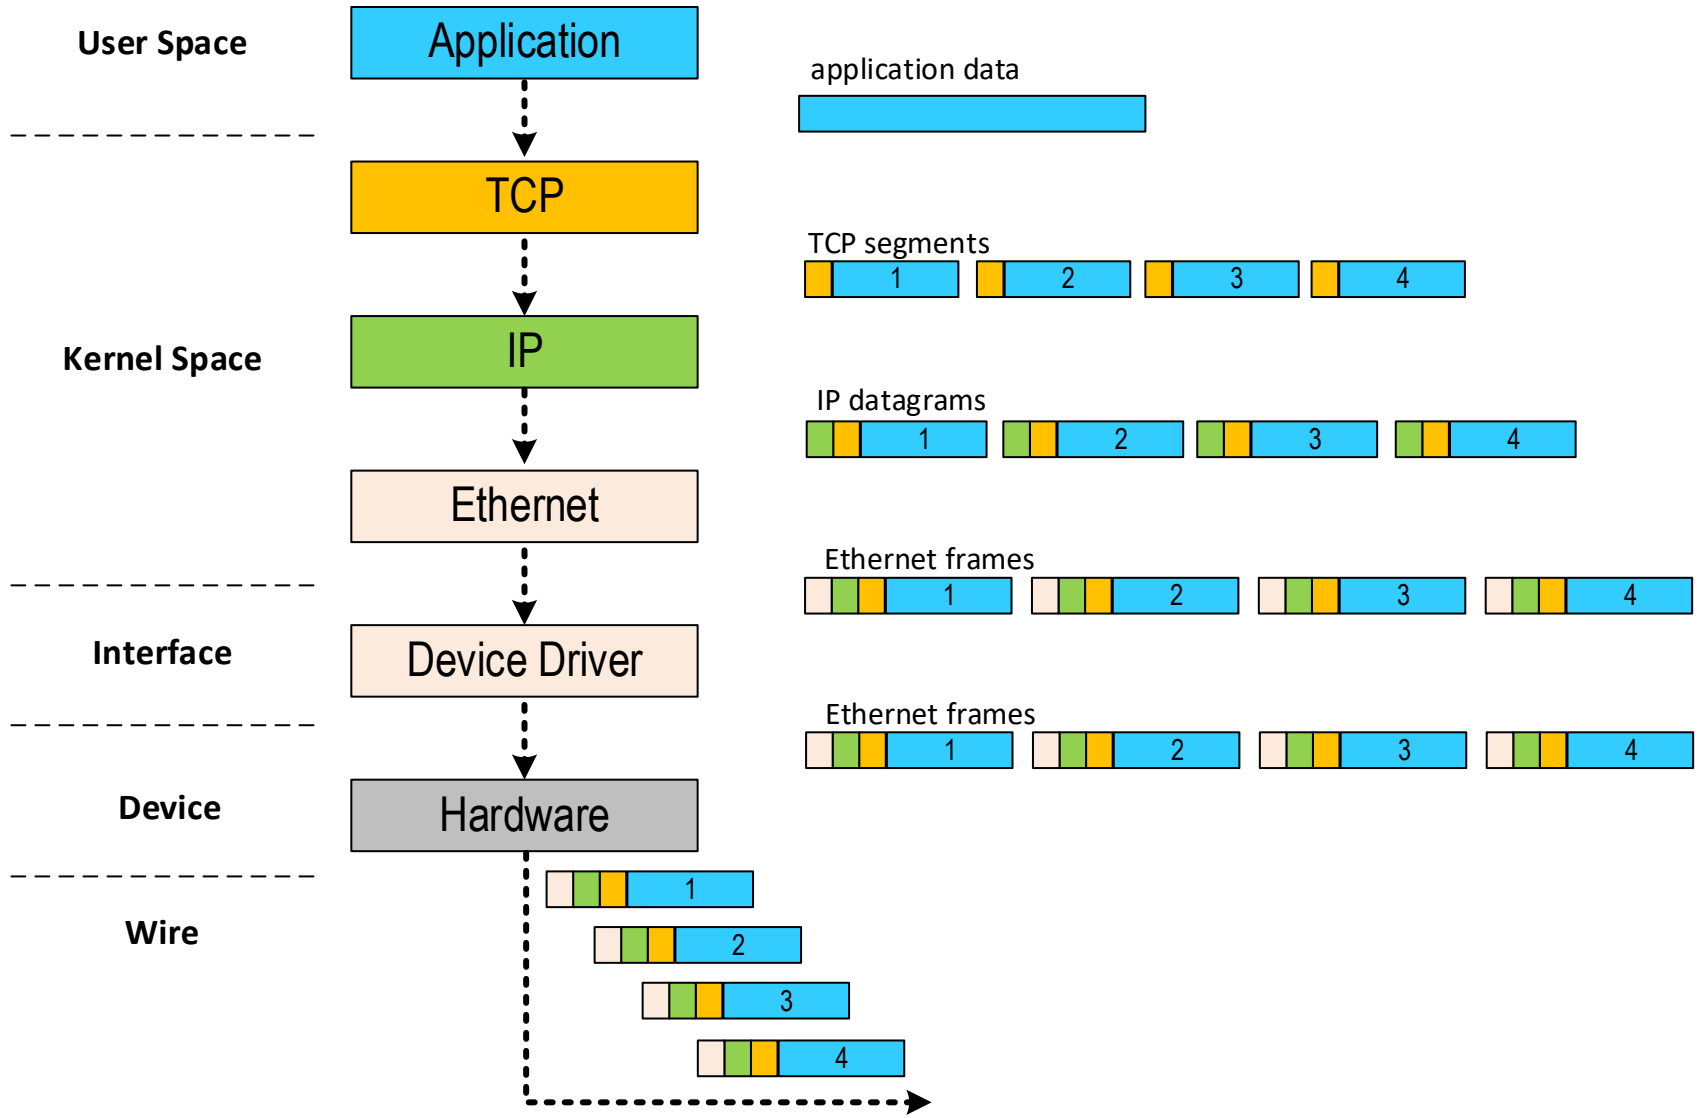 User Space
Application
application data
TCP
TCP segments
1 2 3 4
Kernel Space
IP
IP datagrams
1 2 3 4
Ethernet
Ethernet frames
1 2 3 4
Interface
Device Driver
Ethernet frames
1 2 3 4
Device
Hardware
1
Wire
2
3
4